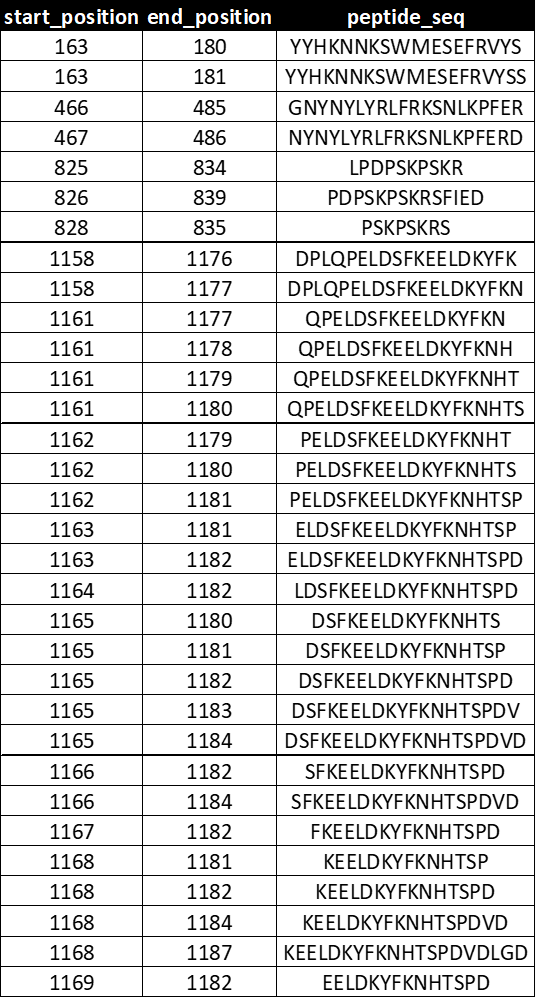 start_position end_position peptide_seq
163 180 YYHKNNKSWMESEFRVYS
163 181 YYHKNNKSWMESEFRVYSS
466 485 GNYNYLYRLFRKSNLKPFER
467 486 NYNYLYRLFRKSNLKPFERD
825 834 LPDPSKPSKR
826 839 PDPSKPSKRSFIED
828 835 PSKPSKRS
1158 1176 DPLQPELDSFKEELDKYFK
1158 1177 DPLQPELDSFKEELDKYFKN
1161 1177 QPELDSFKEELDKYFKN
1161 1178 QPELDSFKEELDKYFKNH
1161 1179 QPELDSFKEELDKYFKNHT
1161 1180 QPELDSFKEELDKYFKNHTS
1162 1179 PELDSFKEELDKYFKNHT
1162 1180 PELDSFKEELDKYFKNHTS
1162 1181 PELDSFKEELDKYFKNHTSP
1163 1181 ELDSFKEELDKYFKNHTSP
1163 1182 ELDSFKEELDKYFKNHTSPD
1164 1182 LDSFKEELDKYFKNHTSPD
1165 1180 DSFKEELDKYFKNHTS
1165 1181 DSFKEELDKYFKNHTSP
1165 1182 DSFKEELDKYFKNHTSPD
1165 1183 DSFKEELDKYFKNHTSPDV
1165 1184 DSFKEELDKYFKNHTSPDVD
1166 1182 SFKEELDKYFKNHTSPD
1166 1184 SFKEELDKYFKNHTSPDVD
1167 1182 FKEELDKYFKNHTSPD
1168 1181 KEELDKYFKNHTSP
1168 1182 KEELDKYFKNHTSPD
1168 1184 KEELDKYFKNHTSPDVD
1168 1187 KEELDKYFKNHTSPDVDLGD
1169 1182 EELDKYFKNHTSPD